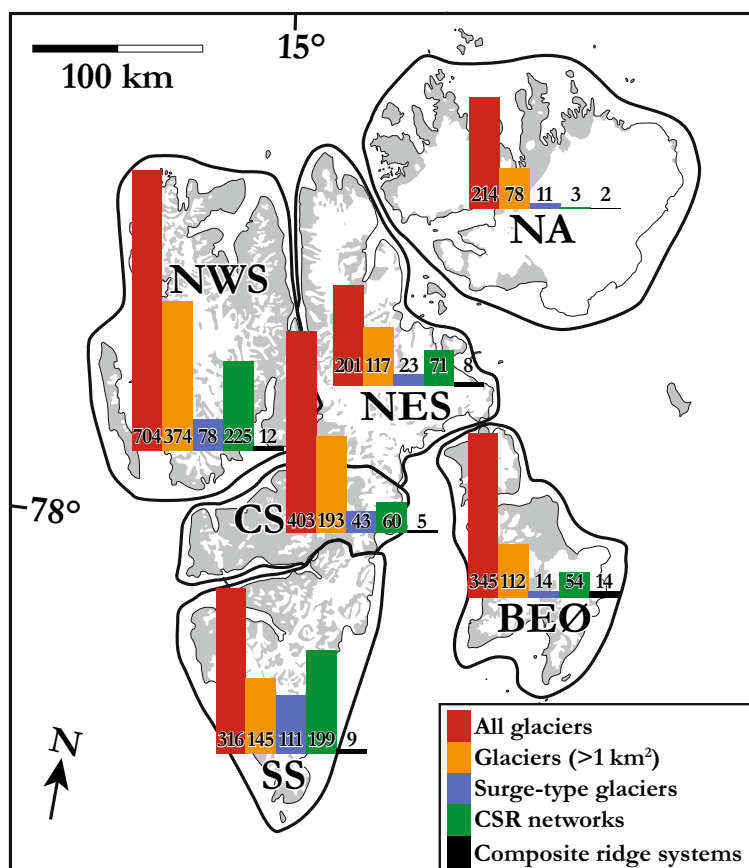 15°
100 km
214 78 11 3 2
NA
NWS
201 117 23 71 8
NES
704 374 78 225 12
78°
CS
403 193 43 60 5
345 112 14 54 14
BEØ
316 145 111 199 9
SS
N
All glaciers
Glaciers (>1 km²)
Surge-type glaciers
CSR networks
Composite ridge systems